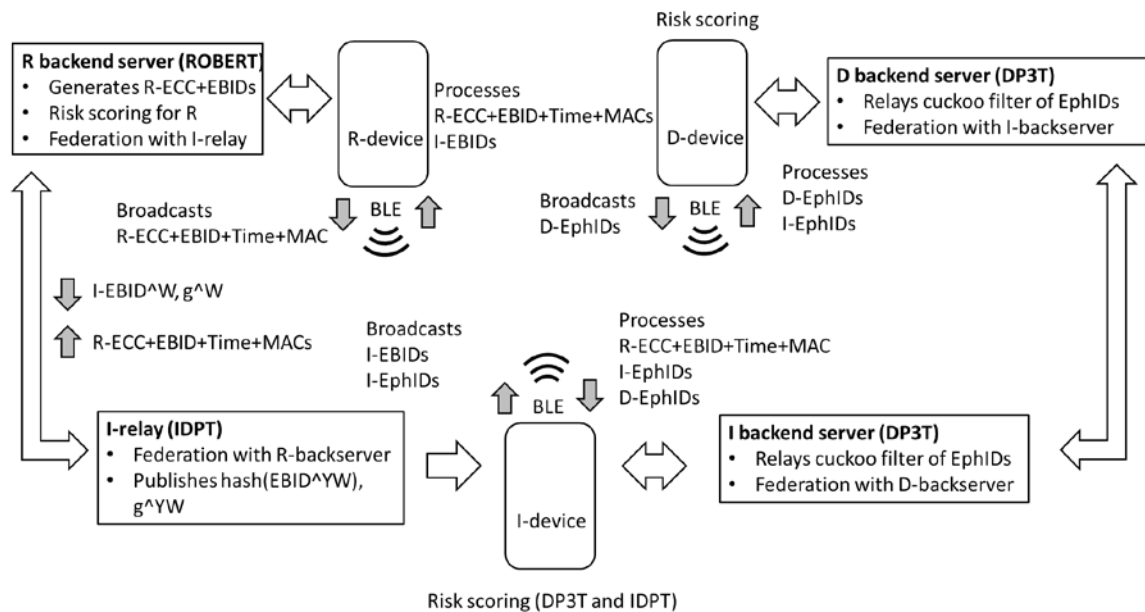 Risk scoring
R backend server (ROBERT)
• Generates R-ECC+EBIDs
• Risk scoring for R
• Federation with I-relay
R-device
Processes
R-ECC+EBID+Time+MACs
I-EBIDs
D-device
D backend server (DP3T)
• Relays cuckoo filter of EphIDs
• Federation with I-backserver
Broadcasts
R-ECC+EBID+Time+MAC
BLE
Broadcasts
D-EphIDs
BLE
Processes
D-EphIDs
I-EphIDs
I-EBID^W, g^W
R-ECC+EBID+Time+MACs
Broadcasts
I-EBIDs
I-EphIDs
BLE
Processes
R-ECC+EBID+Time+MAC
I-EphIDs
D-EphIDs
I-relay (IDPT)
• Federation with R-backserver
• Publishes hash(EBID^YW),
g^YW
I-device
I backend server (DP3T)
• Relays cuckoo filter of EphIDs
• Federation with D-backserver
Risk scoring (DP3T and IDPT)